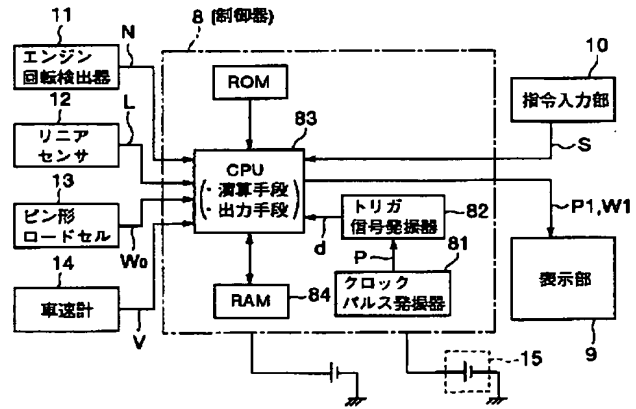 8 (制御器)
11
エンジン
回転検出器
N
12
リニア
センサ
L
13
ピン形
ロードセル
W0
14
車速計
V
ROM
83
CPU
(・演算手段
・出力手段)
トリガ
信号発振器
82
d
P
81
クロック
パルス発振器
RAM
84
10
指令入力部
S
P1,W1
表示部
9
15